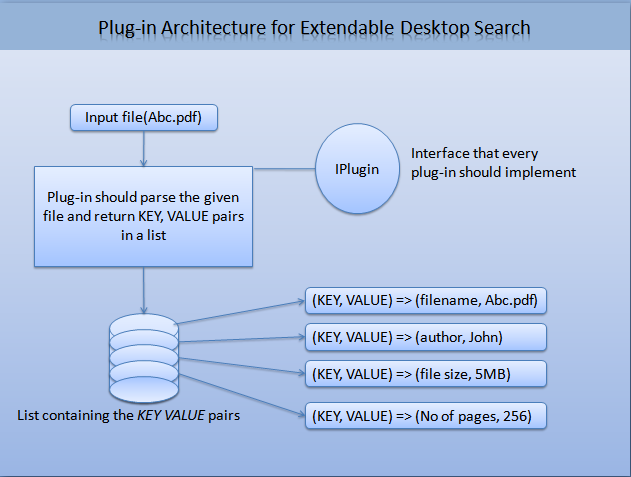 Plug-in Architecture for Extendable Desktop Search
Input file(Abc.pdf)
Plug-in should parse the given
file and return KEY, VALUE pairs
in a list
IPlugin
Interface that every
plug-in should implement
(KEY, VALUE) => (filename, Abc.pdf)
(KEY, VALUE) => (author, John)
(KEY, VALUE) => (file size, 5MB)
(KEY, VALUE) => (No of pages, 256)
List containing the KEY VALUE pairs